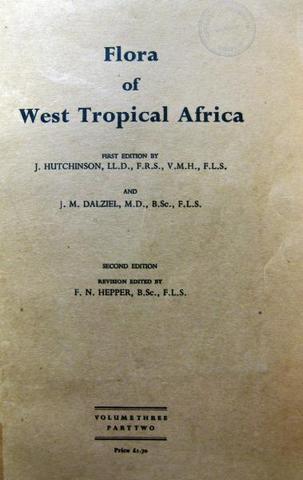 Flora
of
West Tropical Africa
FIRST EDITION BY
J. HUTCHINSON, LL.D., F.R.S., V.M.H., F.L.S.
AND
J. M. DALZIEL, M.D., B.Sc., F.L.S.
SECOND EDITION
REVISION EDITED BY
F. N. HEPPER, B.Sc., F.L.S.
VOLUME THREE
PART TWO
Price £1.70